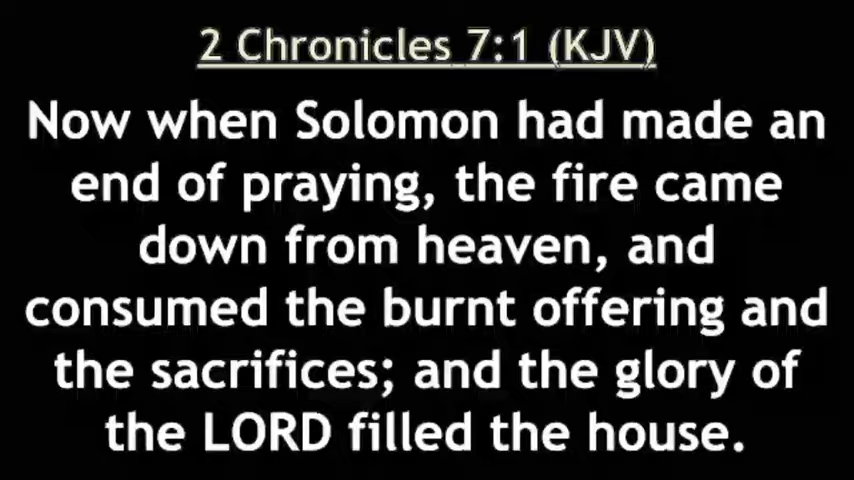 2 Chronicles 7:1 (KJV)
Now when Solomon had made an
end of praying, the fire came
down from heaven, and
consumed the burnt offering and
the sacrifices; and the glory of
the LORD filled the house.